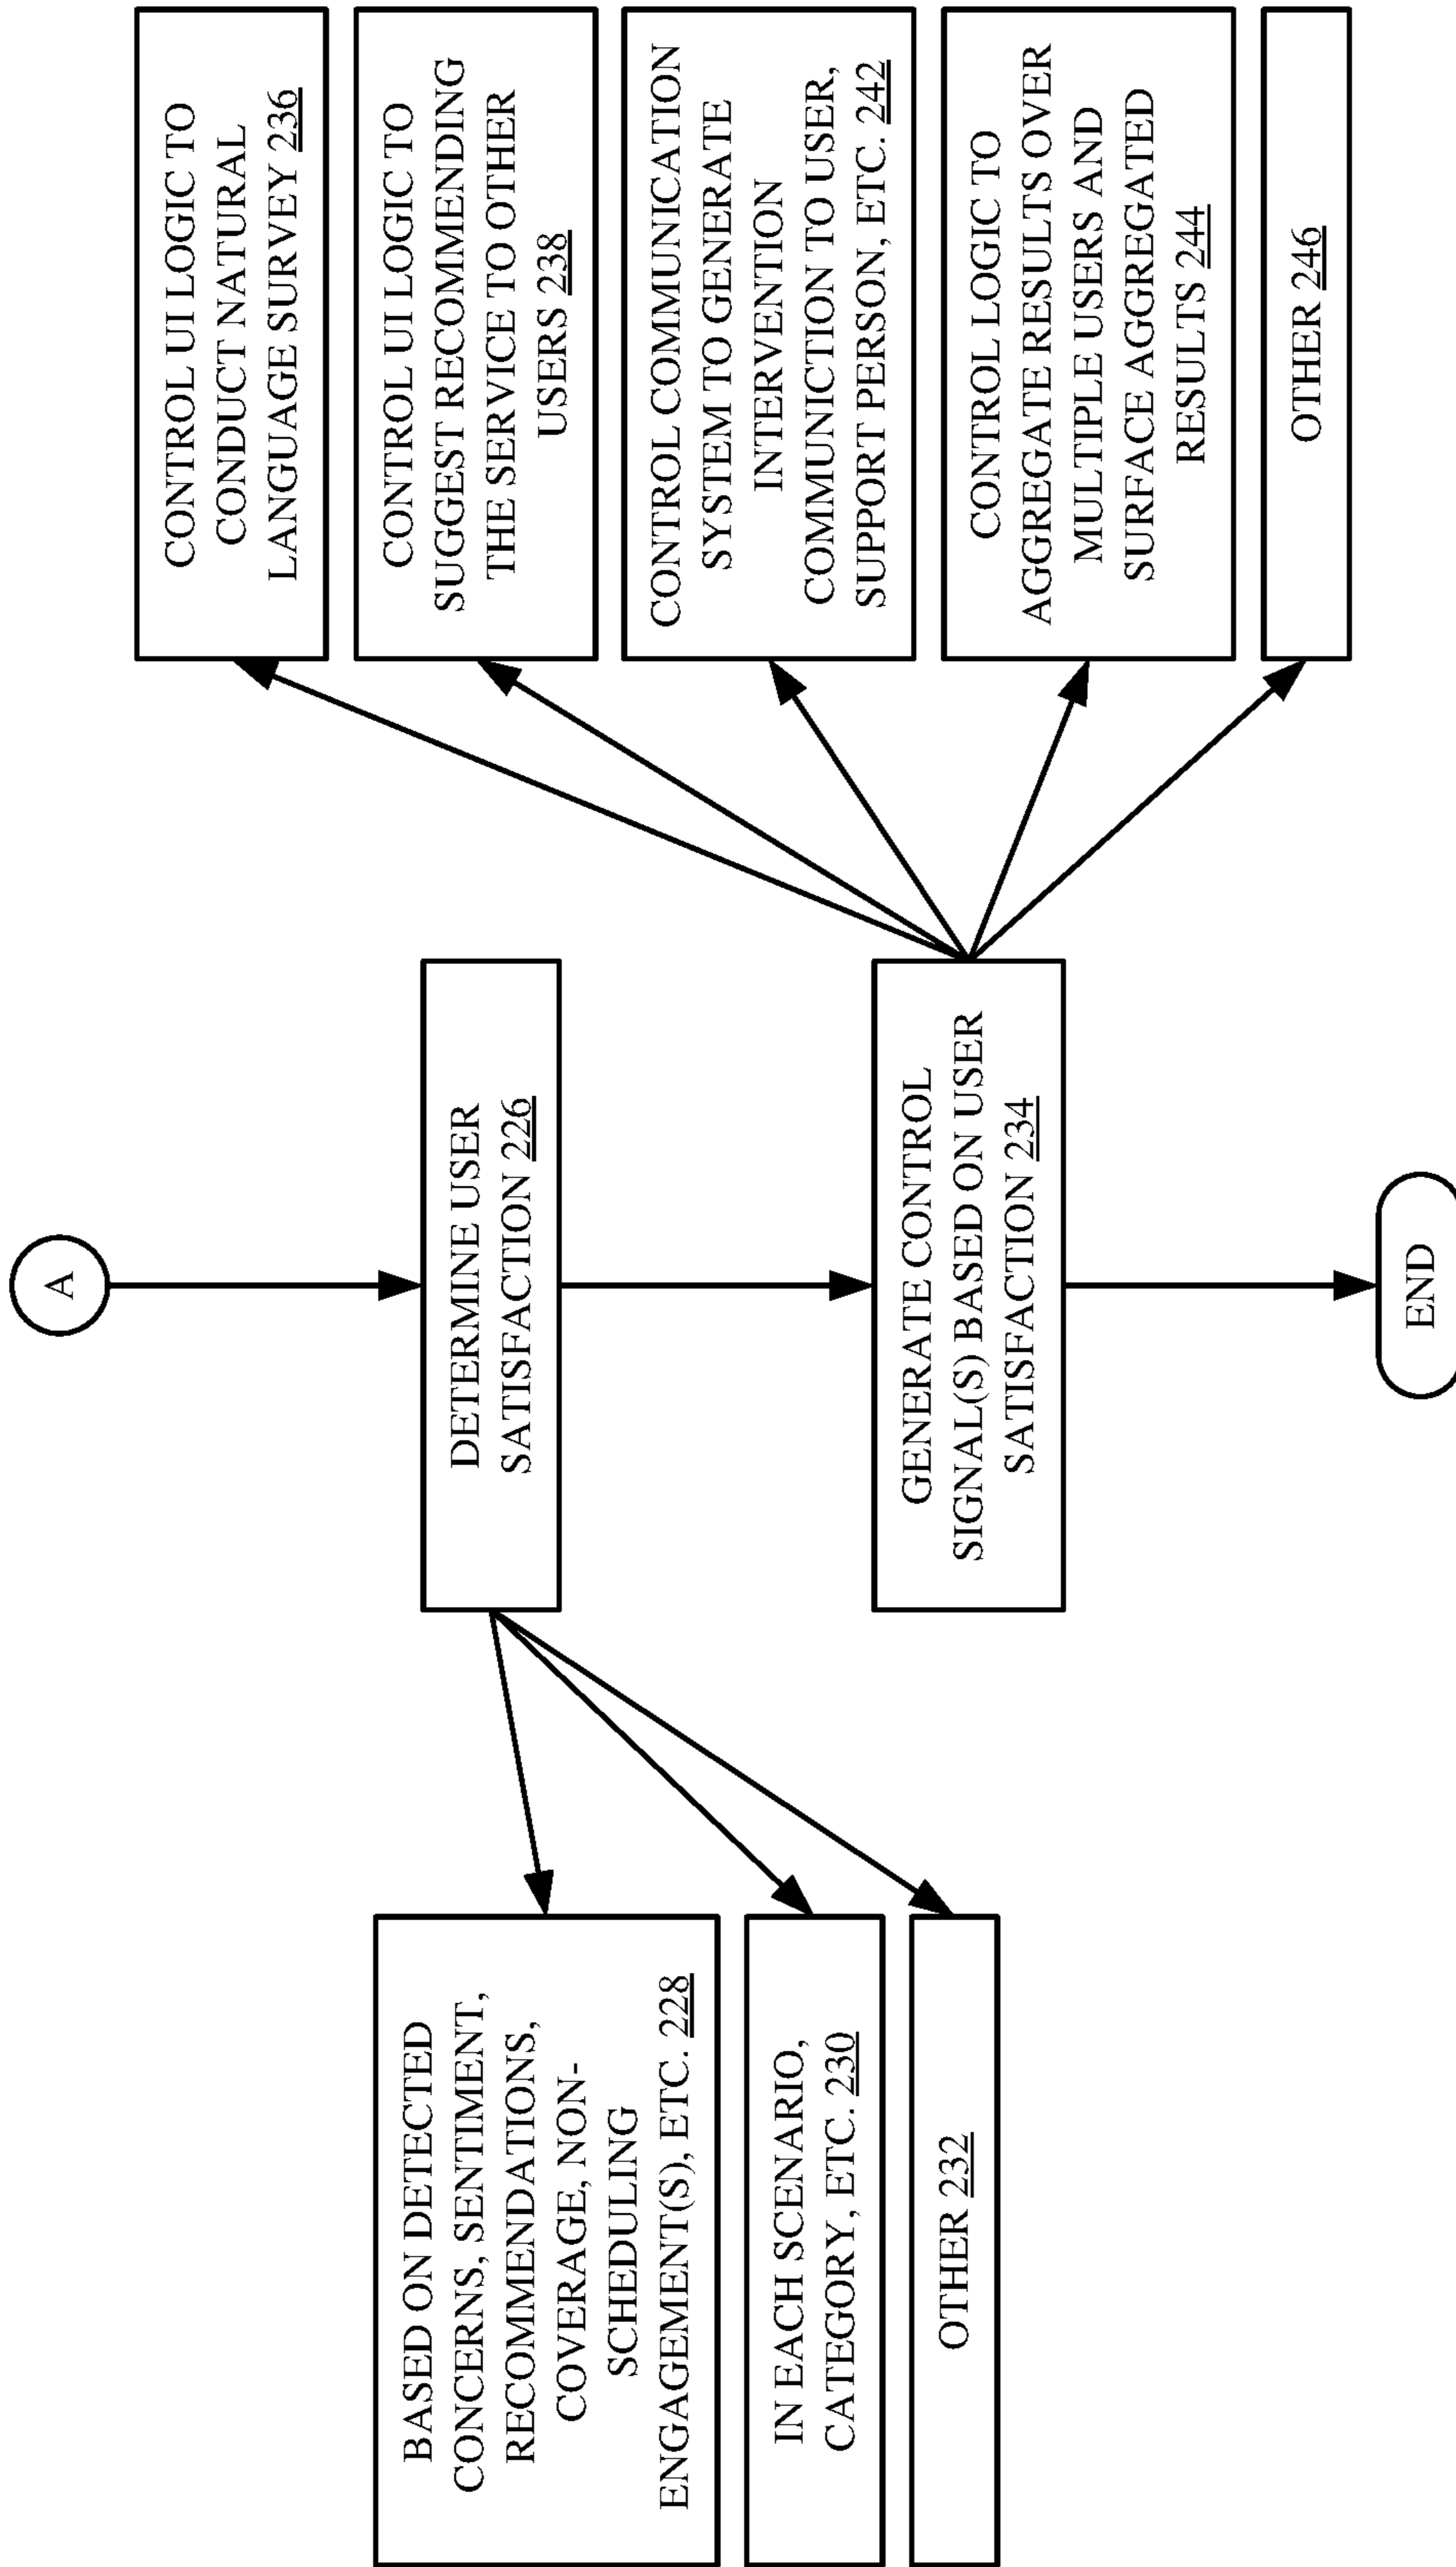 A
DETERMINE USER
SATISFACTION 226
BASED ON DETECTED
CONCERNS, SENTIMENT,
RECOMMENDATIONS,
COVERAGE, NON-
SCHEDULING
ENGAGEMENT(S), ETC. 228
IN EACH SCENARIO,
CATEGORY, ETC. 230
OTHER 232
GENERATE CONTROL
SIGNAL(S) BASED ON USER
SATISFACTION 234
CONTROL UI LOGIC TO
CONDUCT NATURAL
LANGUAGE SURVEY 236
CONTROL UI LOGIC TO
SUGGEST RECOMMENDING
THE SERVICE TO OTHER
USERS 238
CONTROL COMMUNICATION
SYSTEM TO GENERATE
INTERVENTION
COMMUNICTION TO USER,
SUPPORT PERSON, ETC. 242
CONTROL LOGIC TO
AGGREGATE RESULTS OVER
MULTIPLE USERS AND
SURFACE AGGREGATED
RESULTS 244
OTHER 246
END